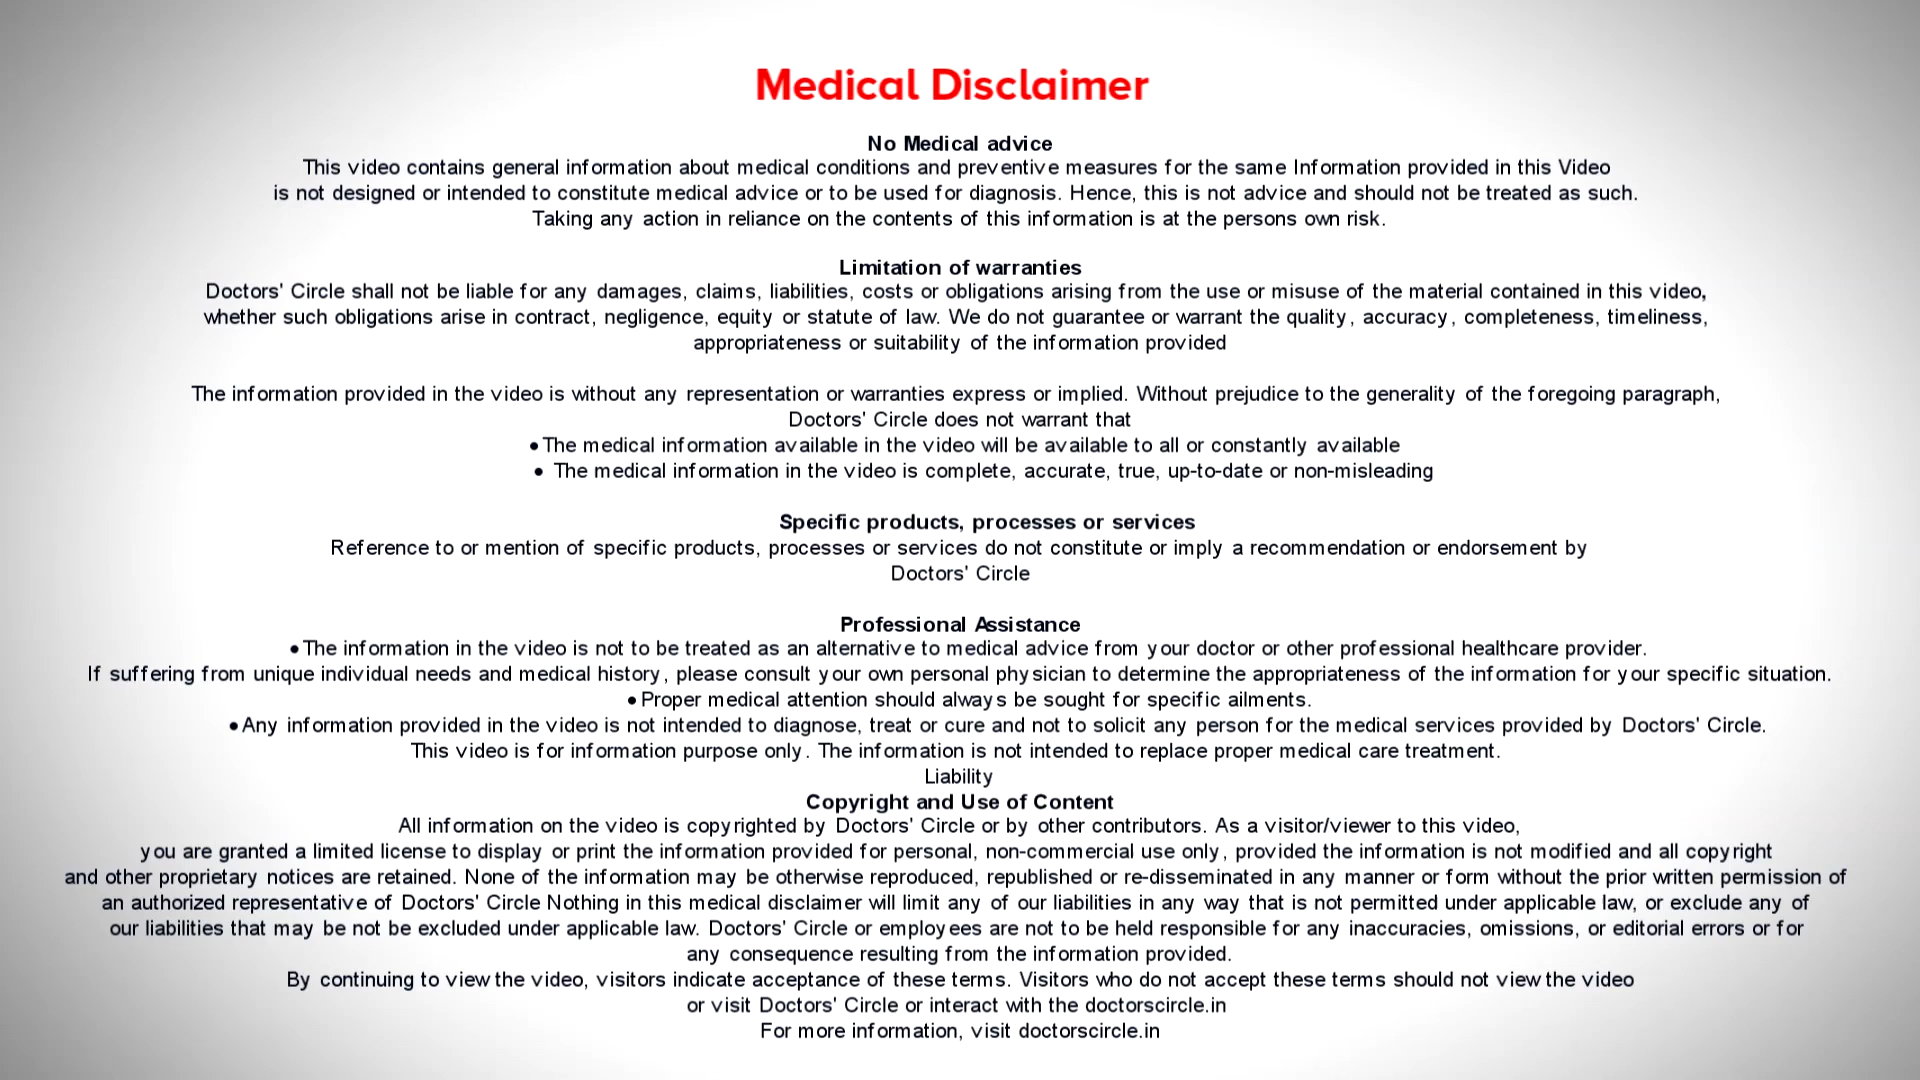 Medical Disclaimer
No Medical advice
This video contains general information about medical conditions and preventive measures for the same Information provided in this Video
is not designed or intended to constitute medical advice or to be used for diagnosis. Hence, this is not advice and should not be treated as such.
Taking any action in reliance on the contents of this information is at the persons own risk.
Limitation of warranties
Doctors' Circle shall not be liable for any damages, claims, liabilities, costs or obligations arising from the use or misuse of the material contained in this video,
whether such obligations arise in contract, negligence, equity or statute of law. We do not guarantee or warrant the quality, accuracy, completeness, timeliness,
appropriateness or suitability of the information provided
The information provided in the video is without any representation or warranties express or implied. Without prejudice to the generality of the foregoing paragraph,
Doctors' Circle does not warrant that
• The medical information available in the video will be available to all or constantly available
• The medical information in the video is complete, accurate, true, up-to-date or non-misleading
Specific products, processes or services
Reference to or mention of specific products, processes or services do not constitute or imply a recommendation or endorsement by
Doctors' Circle
Professional Assistance
• The information in the video is not to be treated as an alternative to medical advice from your doctor or other professional healthcare provider.
If suffering from unique individual needs and medical history, please consult your own personal physician to determine the appropriateness of the information for your specific situation.
• Proper medical attention should always be sought for specific ailments.
• Any information provided in the video is not intended to diagnose, treat or cure and not to solicit any person for the medical services provided by Doctors' Circle.
This video is for information purpose only. The information is not intended to replace proper medical care treatment.
Liability
Copyright and Use of Content
All information on the video is copyrighted by Doctors' Circle or by other contributors. As a visitor/viewer to this video,
you are granted a limited license to display or print the information provided for personal, non-commercial use only, provided the information is not modified and all copyright
and other proprietary notices are retained. None of the information may be otherwise reproduced, republished or re-disseminated in any manner or form without the prior written permission of
an authorized representative of Doctors' Circle Nothing in this medical disclaimer will limit any of our liabilities in any way that is not permitted under applicable law, or exclude any of
our liabilities that may be not be excluded under applicable law. Doctors' Circle or employees are not to be held responsible for any inaccuracies, omissions, or editorial errors or for
any consequence resulting from the information provided.
By continuing to view the video, visitors indicate acceptance of these terms. Visitors who do not accept these terms should not view the video
or visit Doctors' Circle or interact with the doctorscircle.in
For more information, visit doctorscircle.in